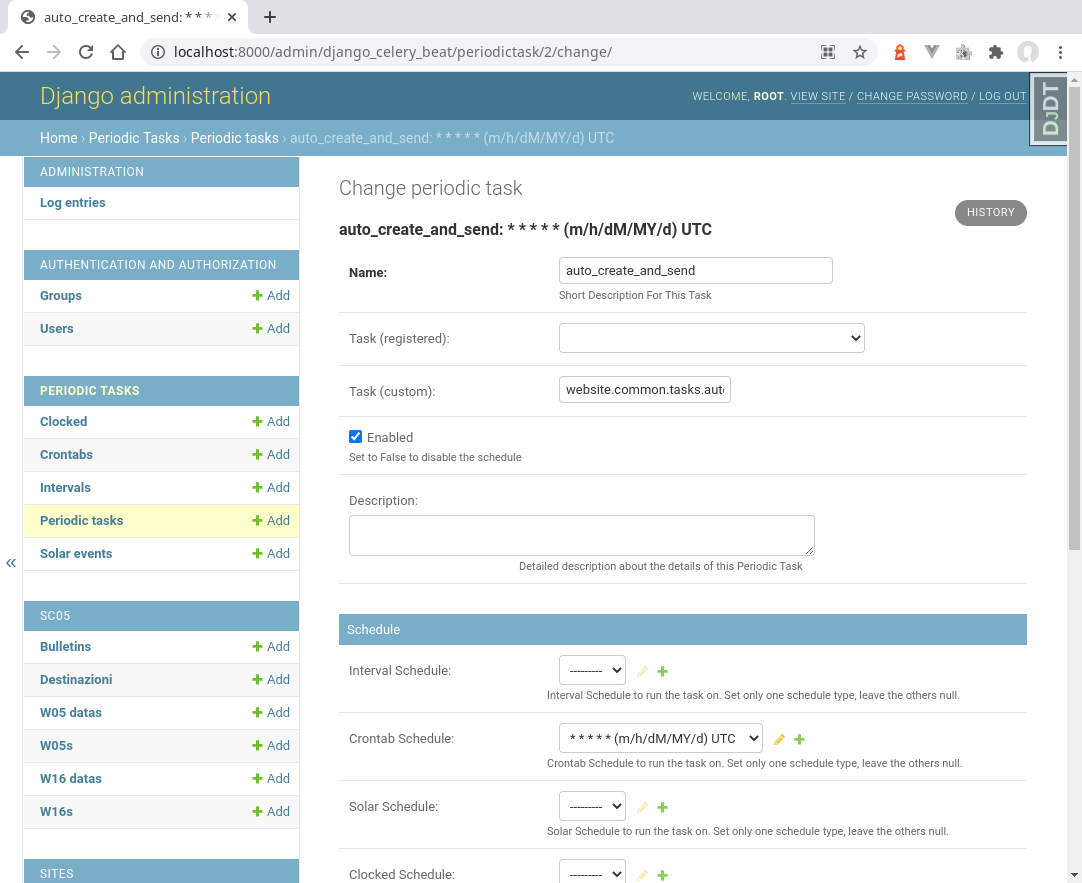 auto_create_and_send: * * *
localhost:8000/admin/django_celery_beat/periodictask/2/change/
Django administration
WELCOME, ROOT. VIEW SITE / CHANGE PASSWORD / LOG OUT
DJDT
Home › Periodic Tasks › Periodic tasks › auto_create_and_send: * * * * * (m/h/dM/MY/d) UTC
ADMINISTRATION
Log entries
AUTHENTICATION AND AUTHORIZATION
Groups Add
Users Add
PERIODIC TASKS
Clocked Add
Crontabs Add
Intervals Add
Periodic tasks Add
Solar events Add
«
SC05
Bulletins Add
Destinazioni Add
W05 datas Add
W05s Add
W16 datas Add
W16s Add
SITES
Change periodic task
HISTORY
auto_create_and_send: * * * * * (m/h/dM/MY/d) UTC
Name: auto_create_and_send
Short Description For This Task
Task (registered):
Task (custom): website.common.tasks.aut
Enabled
Set to False to disable the schedule
Description:
Detailed description about the details of this Periodic Task
Schedule
Interval Schedule: ---------
Interval Schedule to run the task on. Set only one schedule type, leave the others null.
Crontab Schedule: * * * * * (m/h/dM/MY/d) UTC
Crontab Schedule to run the task on. Set only one schedule type, leave the others null.
Solar Schedule: ---------
Solar Schedule to run the task on. Set only one schedule type, leave the others null.
Clocked Schedule: ---------